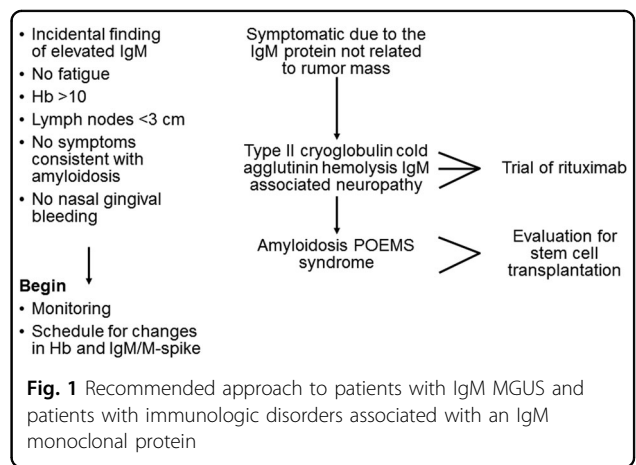 • Incidental finding
of elevated IgM
• No fatigue
• Hb >10
• Lymph nodes <3 cm
• No symptoms
consistent with
amyloidosis
• No nasal gingival
bleeding
Begin
• Monitoring
• Schedule for changes
in Hb and IgM/M-spike
Symptomatic due to the
IgM protein not related
to rumor mass
Type II cryoglobulin cold
agglutinin hemolysis IgM
associated neuropathy
Trial of rituximab
Amyloidosis POEMS
syndrome
Evaluation for
stem cell
transplantation
Fig. 1 Recommended approach to patients with IgM MGUS and
patients with immunologic disorders associated with an IgM
monoclonal protein